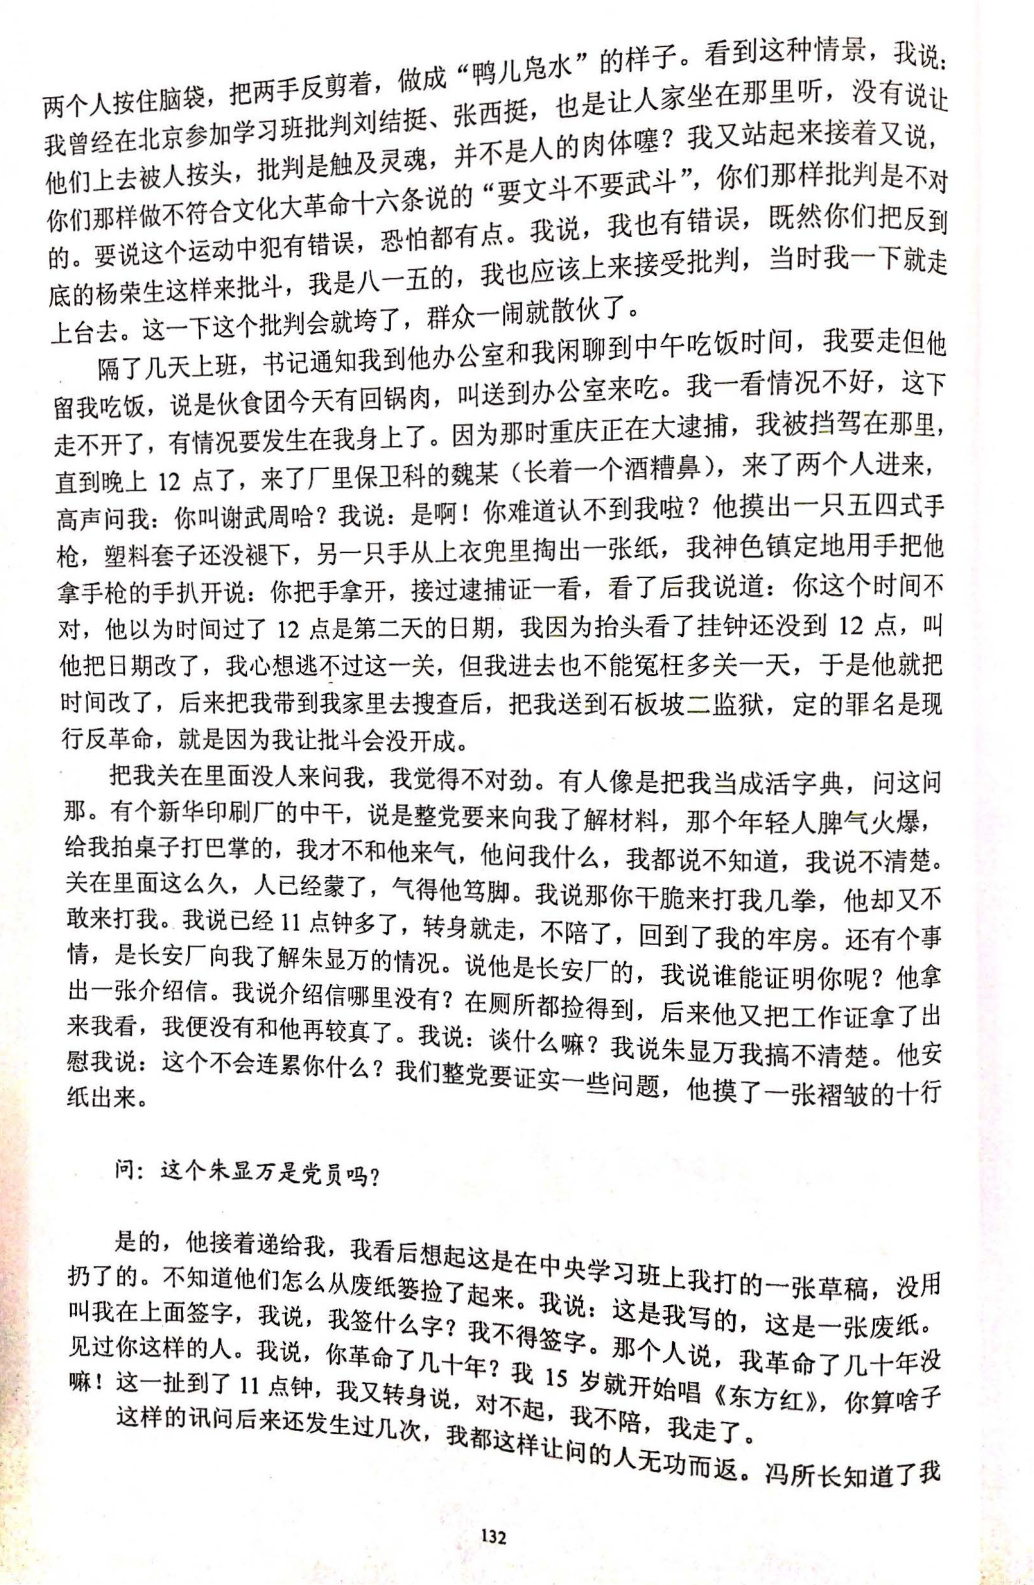 两个人按住脑袋，把两手反剪着，做成“鸭儿凫水”的样子。看到这种情景，我说：
我曾经在北京参加学习班批判刘结挺、张西挺，也是让人家坐在那里听，没有说让
他们上去被人按头，批判是触及灵魂，并不是人的肉体噻？我又站起来接着又说，
你们那样做不符合文化大革命十六条说的“要文斗不要武斗”，你们那样批判是不对
的。要说这个运动中犯有错误，恐怕都有点。我说，我也有错误，既然你们把反到
底的杨荣生这样来批斗，我是八一五的，我也应该上来接受批判，当时我一下就走
上台去。这一下这个批判会就垮了，群众一闹就散伙了。
隔了几天上班，书记通知我到他办公室和我闲聊到中午吃饭时间，我要走但他
留我吃饭，说是伙食团今天有回锅肉，叫送到办公室来吃。我一看情况不好，这下
走不开了，有情况要发生在我身上了。因为那时重庆正在大逮捕，我被挡驾在那里，
直到晚上 12 点了，来了厂里保卫科的魏某（长着一个酒糟鼻），来了两个人进来，
高声问我：你叫谢武周哈？我说：是啊！你难道认不到我啦？他摸出一只五四式手
枪，塑料套子还没褪下，另一只手从上衣兜里掏出一张纸，我神色镇定地用手把他
拿手枪的手扒开说：你把手拿开，接过逮捕证一看，看了后我说道：你这个时间不
对，他以为时间过了 12 点是第二天的日期，我因为抬头看了挂钟还没到 12 点，叫
他把日期改了，我心想逃不过这一关，但我进去也不能冤枉多关一天，于是他就把
时间改了，后来把我带到我家里去搜查后，把我送到石板坡二监狱，定的罪名是现
行反革命，就是因为我让批斗会没开成。
把我关在里面没人来问我，我觉得不对劲。有人像是把我当成活字典，问这问
那。有个新华印刷厂的中干，说是整党要来向我了解材料，那个年轻人脾气火爆，
给我拍桌子打巴掌的，我才不和他来气，他问我什么，我都说不知道，我说不清楚。
关在里面这么久，人已经蒙了，气得他笃脚。我说那你干脆来打我几拳，他却又不
敢来打我。我说已经 11 点钟多了，转身就走，不陪了，回到了我的牢房。还有个事
情，是长安厂向我了解朱显万的情况。说他是长安厂的，我说谁能证明你呢？他拿
出一张介绍信。我说介绍信哪里没有？在厕所都捡得到，后来他又把工作证拿了出
来我看，我便没有和他再较真了。我说：谈什么嘛？我说朱显万我搞不清楚。他安
慰我说：这个不会连累你什么？我们整党要证实一些问题，他摸了一张褶皱的十行
纸出来。
问：这个朱显万是党员吗？
是的，他接着递给我，我看后想起这是在中央学习班上我打的一张草稿，没用
扔了的。不知道他们怎么从废纸篓捡了起来。我说：这是我写的，这是一张废纸。
叫我在上面签字，我说，我签什么字？我不得签字。那个人说，我革命了几十年没
见过你这样的人。我说，你革命了几十年？我 15 岁就开始唱《东方红》，你算啥子
嘛！这一扯到了 11 点钟，我又转身说，对不起，我不陪，我走了。
这样的讯问后来还发生过几次，我都这样让问的人无功而返。冯所长知道了我
132